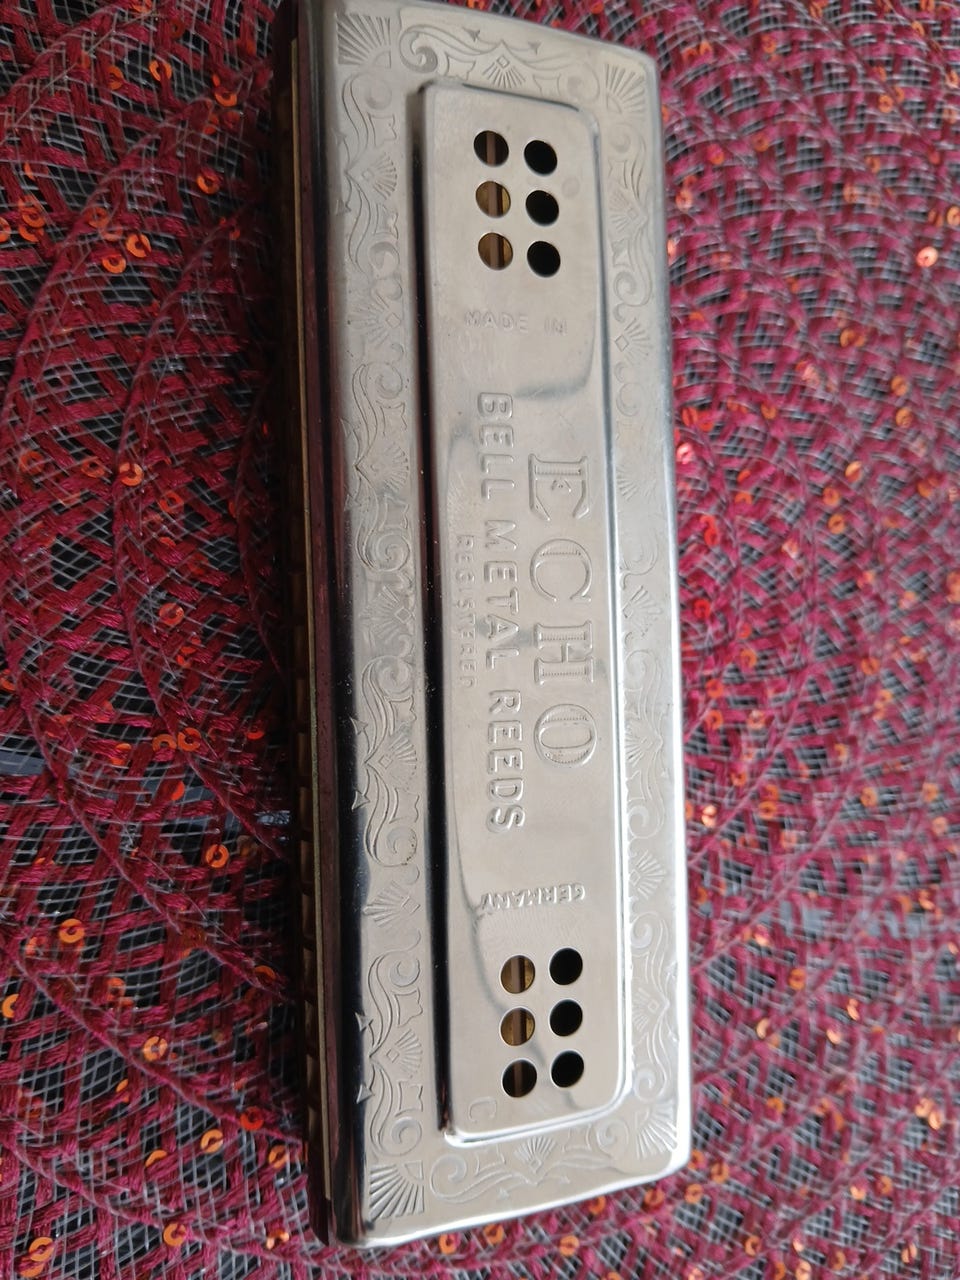 ECHO
MADE IN
BELL METAL REEDS
GERMANY
REGISTERED
C